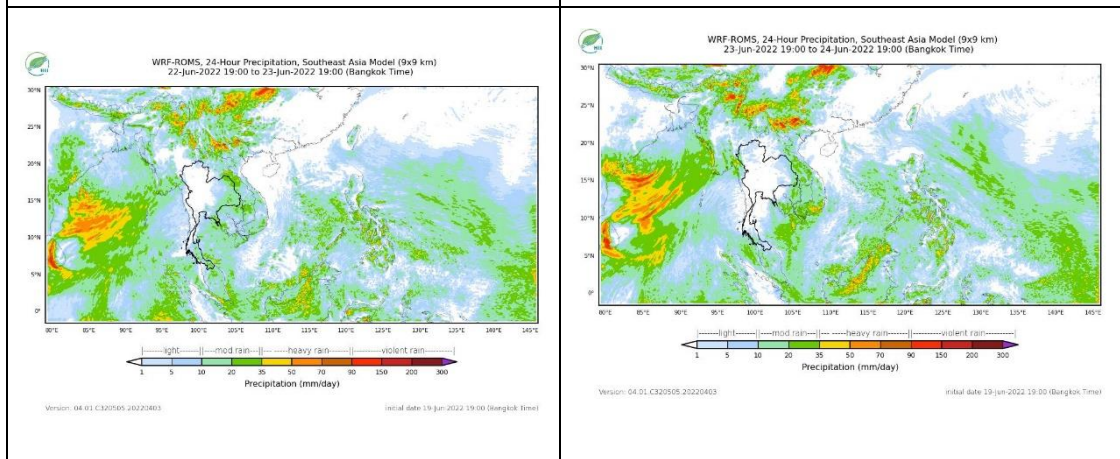 WRF-ROMS, 24-Hour Precipitation, Southeast Asia Model (9x9 km)
22-Jun-2022 19:00 to 23-Jun-2022 19:00 (Bangkok Time)
30°N
25°N
20°N
15°N
10°N
5°N
0°
80°E 85°E 90°E 95°E 100°E 105°E 110°E 115°E 120°E 125°E 130°E 135°E 140°E 145°E
|------light------||----mod rain---||--- -----heavy rain--------||----------violent rain----------|
1 5 10 20 35 50 70 90 150 200 300
Precipitation (mm/day)
Version: 04.01.C320505.20220403 initial date 19-Jun-2022 19:00 (Bangkok Time)
WRF-ROMS, 24-Hour Precipitation, Southeast Asia Model (9x9 km)
23-Jun-2022 19:00 to 24-Jun-2022 19:00 (Bangkok Time)
30°N
25°N
20°N
15°N
10°N
5°N
0°
80°E 85°E 90°E 95°E 100°E 105°E 110°E 115°E 120°E 125°E 130°E 135°E 140°E 145°E
|-------light------||----mod rain---||--- -----heavy rain--------||----------violent rain----------|
1 5 10 20 35 50 70 90 150 200 300
Precipitation (mm/day)
Version: 04.01.C320505.20220403 initial date 19-Jun-2022 19:00 (Bangkok Time)